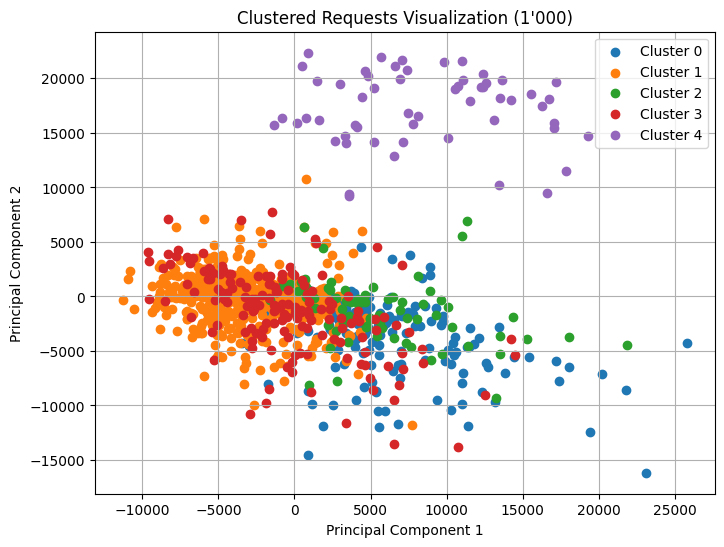 Clustered Requests Visualization (1'000)
Cluster 0
Cluster 1
Cluster 2
Cluster 3
Cluster 4
Principal Component 2
20000
15000
10000
5000
0
−5000
−10000
−15000
−10000 −5000 0 5000 10000 15000 20000 25000
Principal Component 1